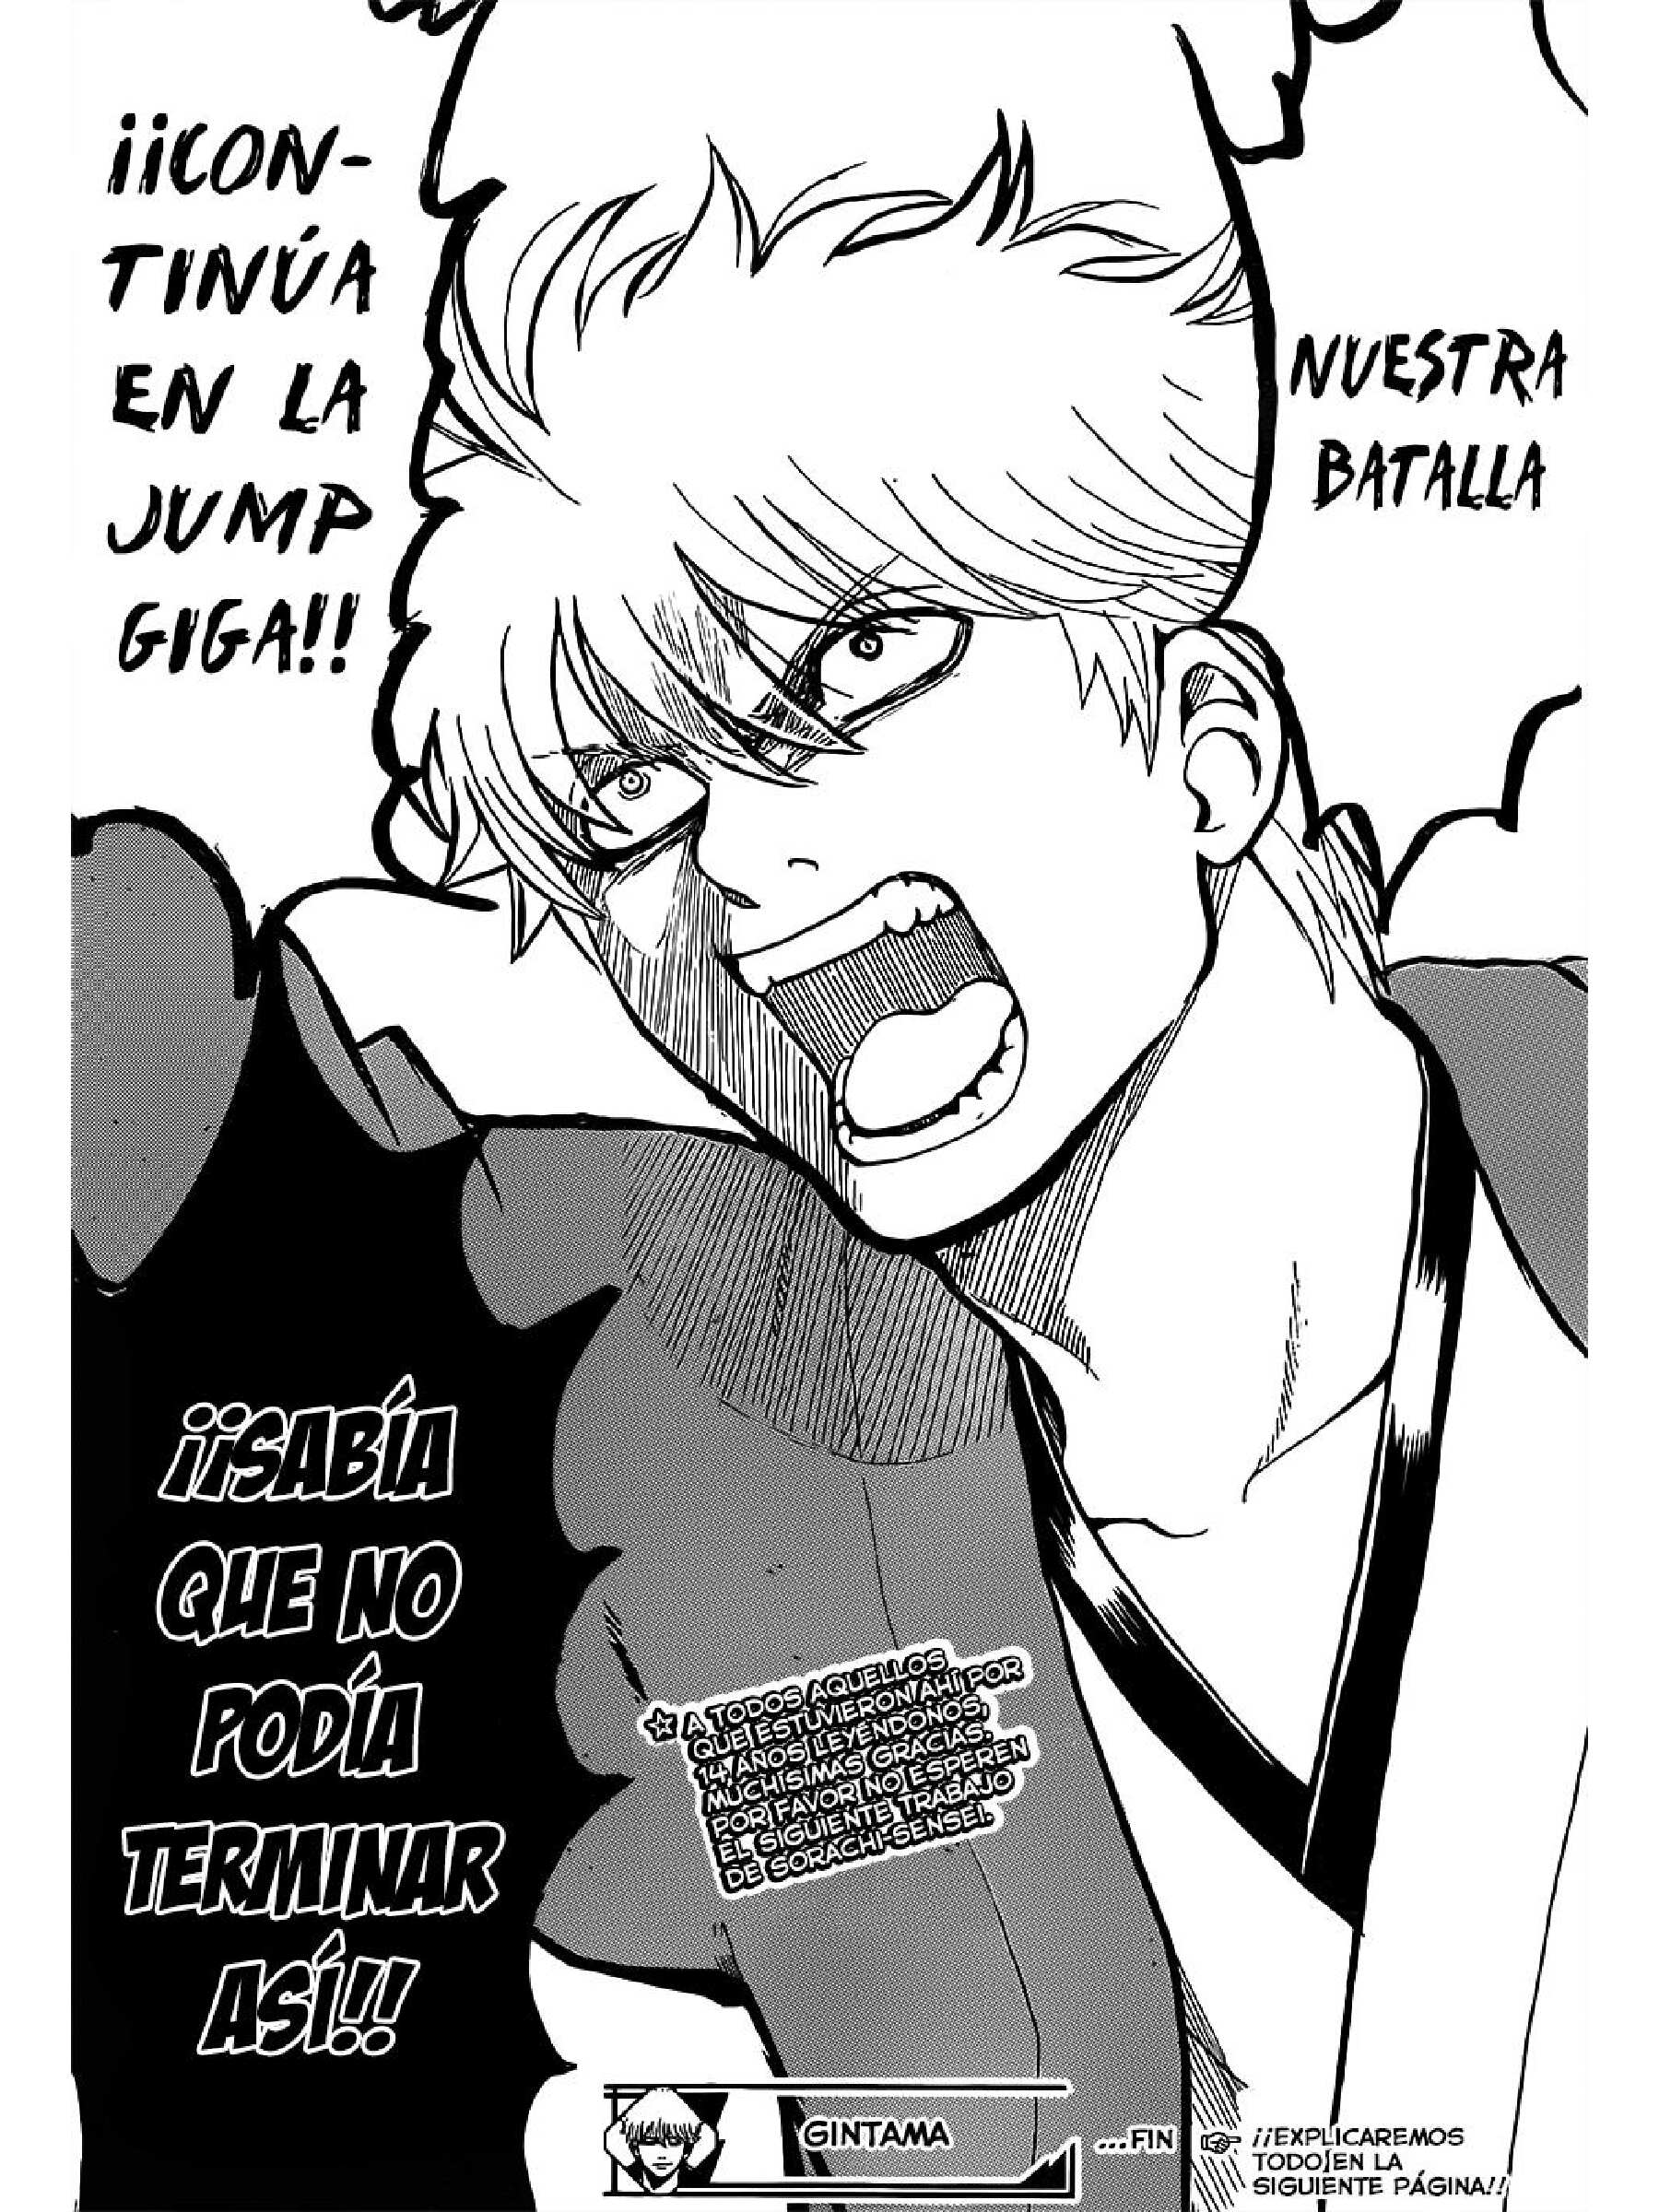 NUESTRA
BATALLA
¡¡CON-
TINÚA
EN LA
JUMP
GIGA!!
¡¡SABÍA
QUE NO
PODÍA
TERMINAR
ASÍ!!
☆ A TODOS AQUELLOS
QUE ESTUVIERON AHÍ POR
14 AÑOS LEYÉNDONOS,
MUCHÍSIMAS GRACIAS.
POR FAVOR NO ESPEREN
EL SIGUIENTE TRABAJO
DE SORACHI-SENSEI.
GINTAMA
...FIN
☞ ¡¡EXPLICAREMOS
TODO EN LA
SIGUIENTE PÁGINA!!